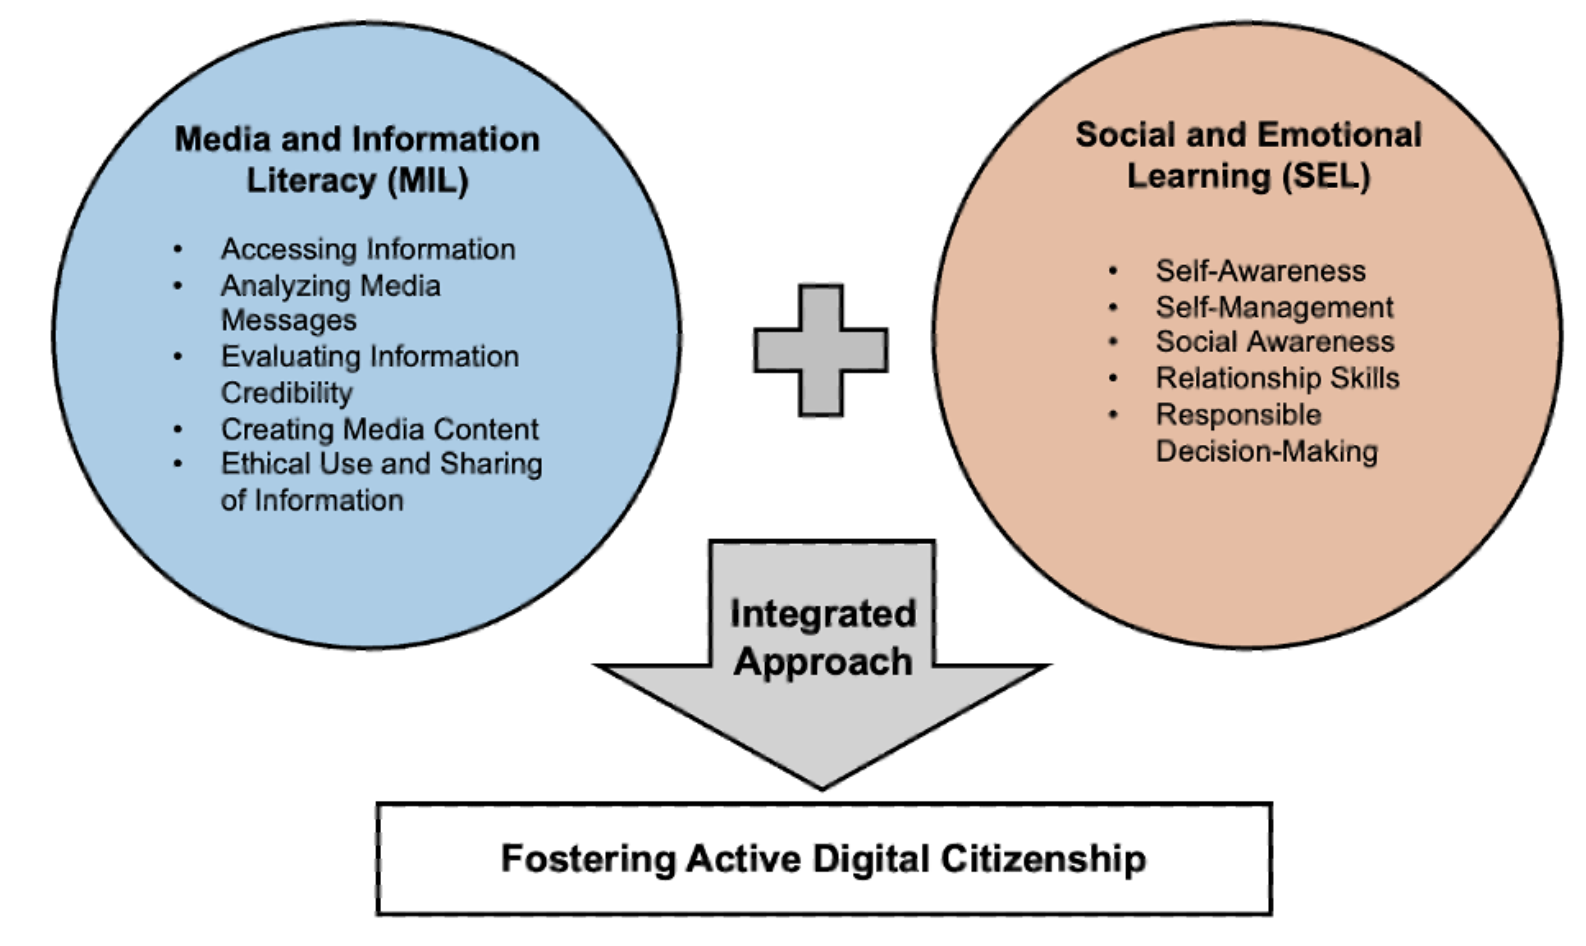 Media and Information
Literacy (MIL)
• Accessing Information
• Analyzing Media
Messages
• Evaluating Information
Credibility
• Creating Media Content
• Ethical Use and Sharing
of Information
Social and Emotional
Learning (SEL)
• Self-Awareness
• Self-Management
• Social Awareness
• Relationship Skills
• Responsible
Decision-Making
Integrated
Approach
Fostering Active Digital Citizenship